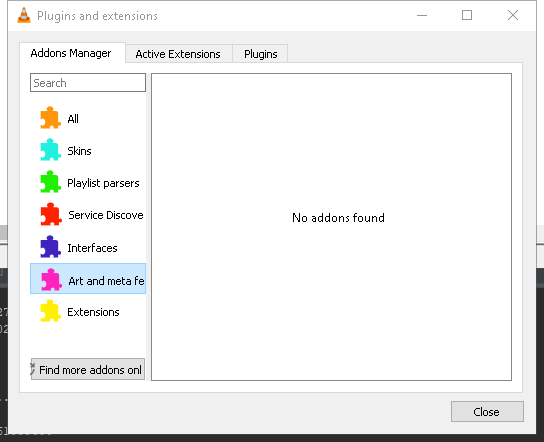 Plugins and extensions
Addons Manager
Active Extensions
Plugins
Search
All
Skins
Playlist parsers
Service Discove
Interfaces
Art and meta fe
Extensions
No addons found
Find more addons onl
Close